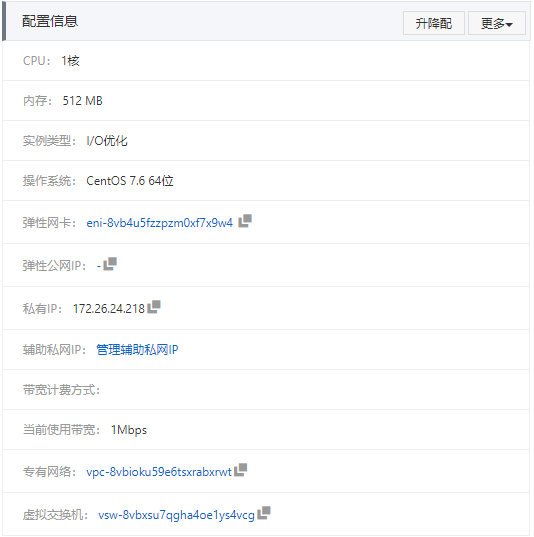 配置信息 升降配 更多
CPU： 1核
内存： 512 MB
实例类型： I/O优化
操作系统： CentOS 7.6 64位
弹性网卡： eni-8vb4u5fzzpzm0xf7x9w4
弹性公网IP： -
私有IP： 172.26.24.218
辅助私网IP： 管理辅助私网IP
带宽计费方式：
当前使用带宽： 1Mbps
专有网络： vpc-8vbioku59e6tsxrabxrwt
虚拟交换机： vsw-8vbxsu7qgha4oe1ys4vcg